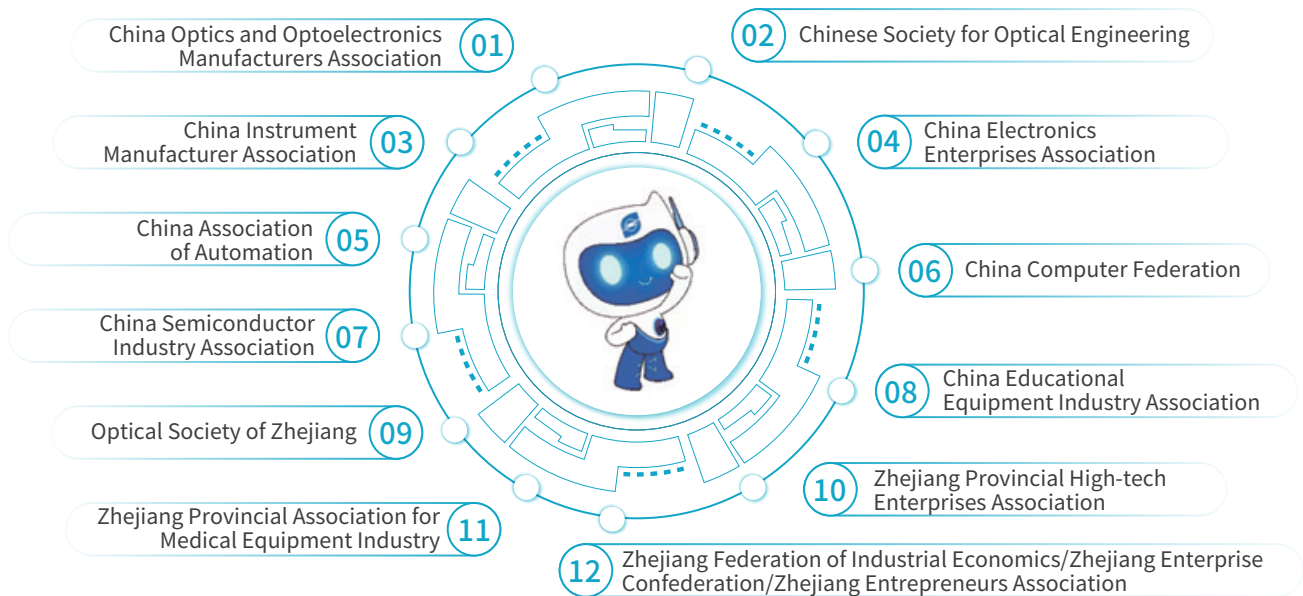 01
China Optics and Optoelectronics
Manufacturers Association
02
Chinese Society for Optical Engineering
03
China Instrument
Manufacturer Association
04
China Electronics
Enterprises Association
05
China Association
of Automation
06
China Computer Federation
07
China Semiconductor
Industry Association
08
China Educational
Equipment Industry Association
09
Optical Society of Zhejiang
10
Zhejiang Provincial High-tech
Enterprises Association
11
Zhejiang Provincial Association for
Medical Equipment Industry
12
Zhejiang Federation of Industrial Economics/Zhejiang Enterprise
Confederation/Zhejiang Entrepreneurs Association